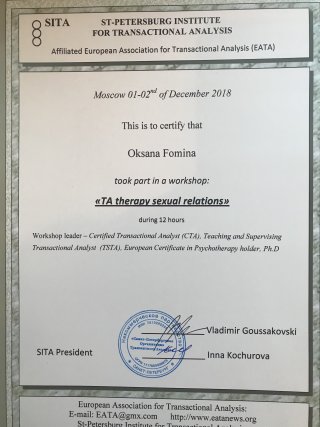 SITA
ST-PETERSBURG INSTITUTE
FOR TRANSACTIONAL ANALYSIS
Affiliated European Association for Transactional Analysis (EATA)
Moscow 01-02nd of December 2018
This is to certify that
Oksana Fomina
took part in a workshop:
«TA therapy sexual relations»
during 12 hours
Workshop leader – Certified Transactional Analyst (CTA), Teaching and Supervising
Transactional Analyst (TSTA), European Certificate in Psychotherapy holder, Ph.D
Vladimir Goussakovski
SITA President
Inna Kochurova
European Association for Transactional Analysis:
E-mail: EATA@gmx.com http://www.eatanews.org
St-Petersburg Institute for Transactional Analysis: